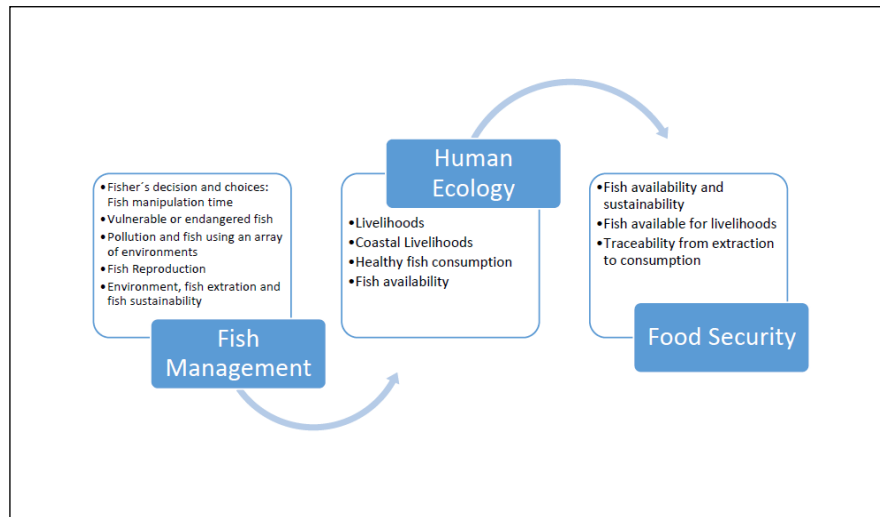 •Fisher´s decision and choices:
Fish manipulation time
•Vulnerable or endangered fish
•Pollution and fish using an array
of environments
•Fish Reproduction
•Environment, fish extration and
fish sustainability
Fish
Management
Human
Ecology
•Livelihoods
•Coastal Livelihoods
•Healthy fish consumption
•Fish availability
•Fish availability and
sustainability
•Fish available for livelihoods
•Traceability from extraction
to consumption
Food Security